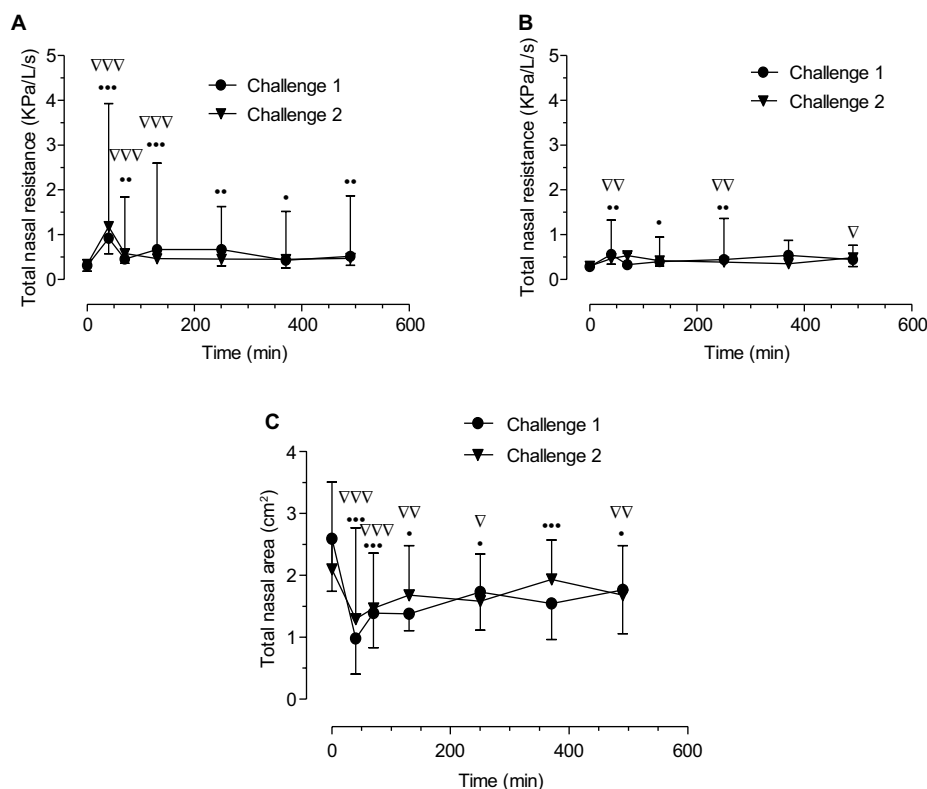 A
Total nasal resistance (KPa/L/s)
5
4
3
2
1
0
Challenge 1
Challenge 2
▽▽▽
•••
▽▽▽
••
▽▽▽
•••
••
•
••
0 200 400 600
Time (min)
B
Total nasal resistance (KPa/L/s)
5
4
3
2
1
0
Challenge 1
Challenge 2
▽▽
••
•
▽▽
••
▽
0 200 400 600
Time (min)
C
Total nasal area (cm²)
4
3
2
1
0
Challenge 1
Challenge 2
▽▽▽
•••
▽▽▽
•••
▽▽
•
▽
•
•••
▽▽
•
0 200 400 600
Time (min)